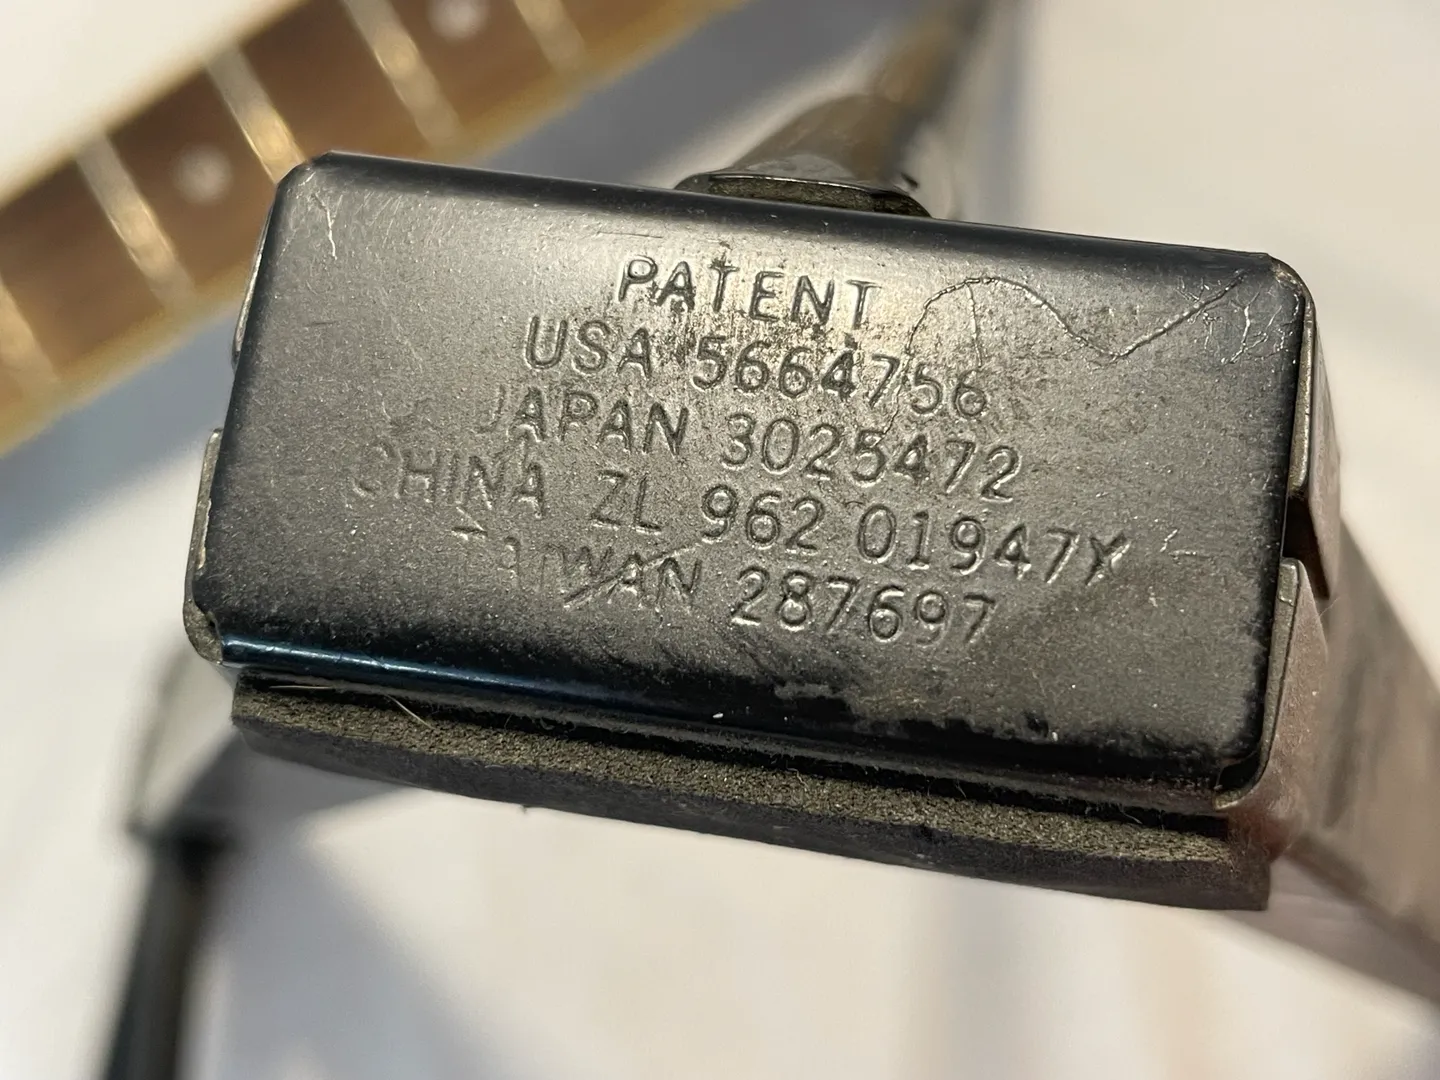 PATENT
USA 5664756
JAPAN 3025472
CHINA ZL 962 01947X
TAIWAN 287697